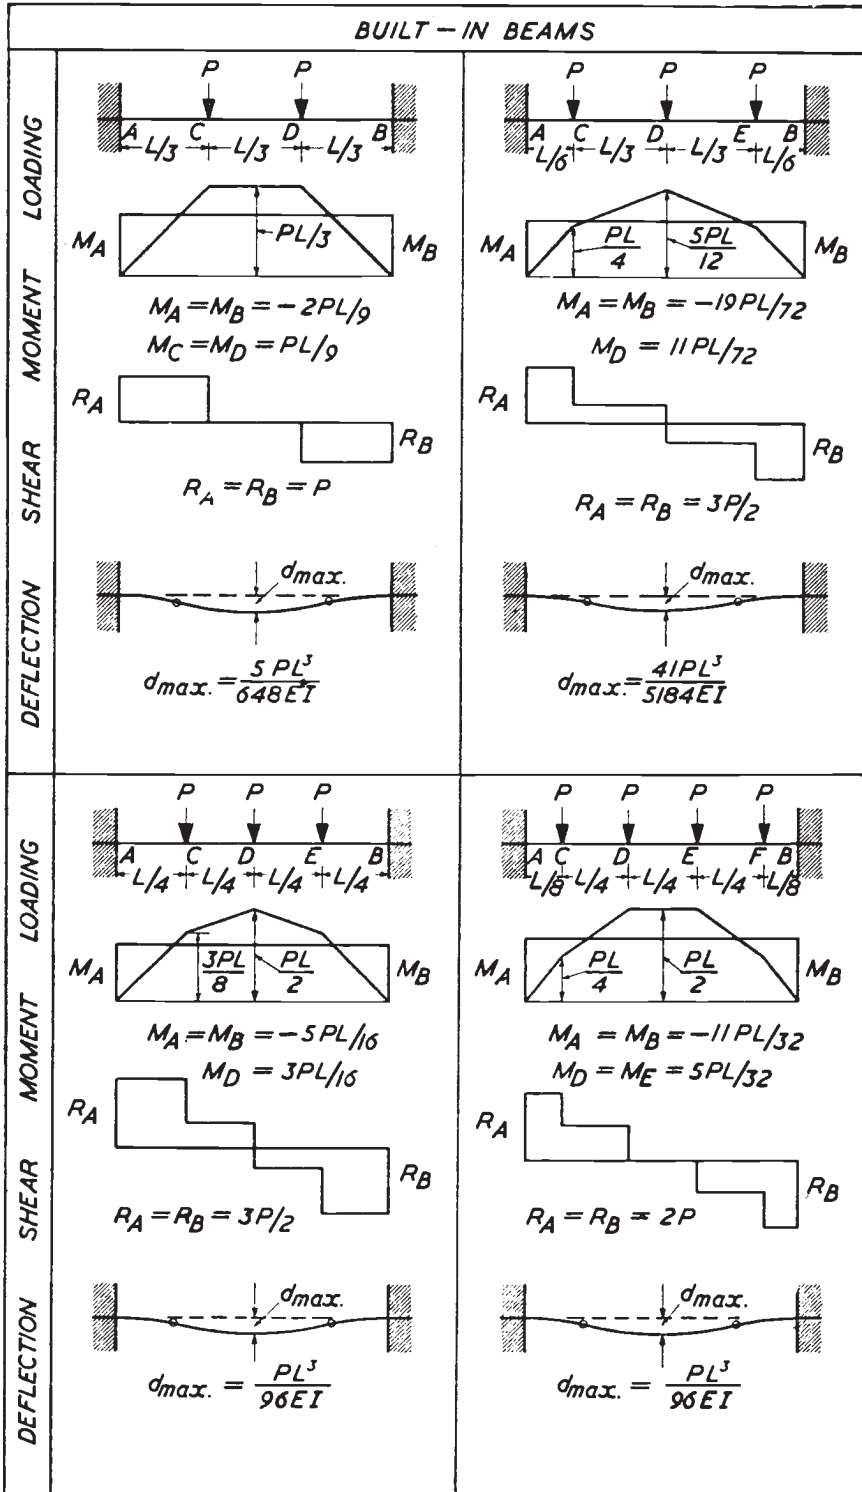 BUILT-IN BEAMS
LOADING
MOMENT
SHEAR
DEFLECTION
P P
A C D B
L/3 L/3 L/3
M_A PL/3 M_B
M_A = M_B = -2PL/9
M_C = M_D = PL/9
R_A R_B
R_A = R_B = P
d_max.
d_max. = 5PL³/648EI
P P P
A C D E B
L/6 L/3 L/3 L/6
M_A PL/4 5PL/12 M_B
M_A = M_B = -19PL/72
M_D = 11PL/72
R_A R_B
R_A = R_B = 3P/2
d_max.
d_max. = 41PL³/5184EI
LOADING
MOMENT
SHEAR
DEFLECTION
P P P
A C D E B
L/4 L/4 L/4 L/4
M_A 3PL/8 PL/2 M_B
M_A = M_B = -5PL/16
M_D = 3PL/16
R_A R_B
R_A = R_B = 3P/2
d_max.
d_max. = PL³/96EI
P P P P
A C D E F B
L/8 L/4 L/4 L/4 L/8
M_A PL/4 PL/2 M_B
M_A = M_B = -11PL/32
M_D = M_E = 5PL/32
R_A R_B
R_A = R_B = 2P
d_max.
d_max. = PL³/96EI